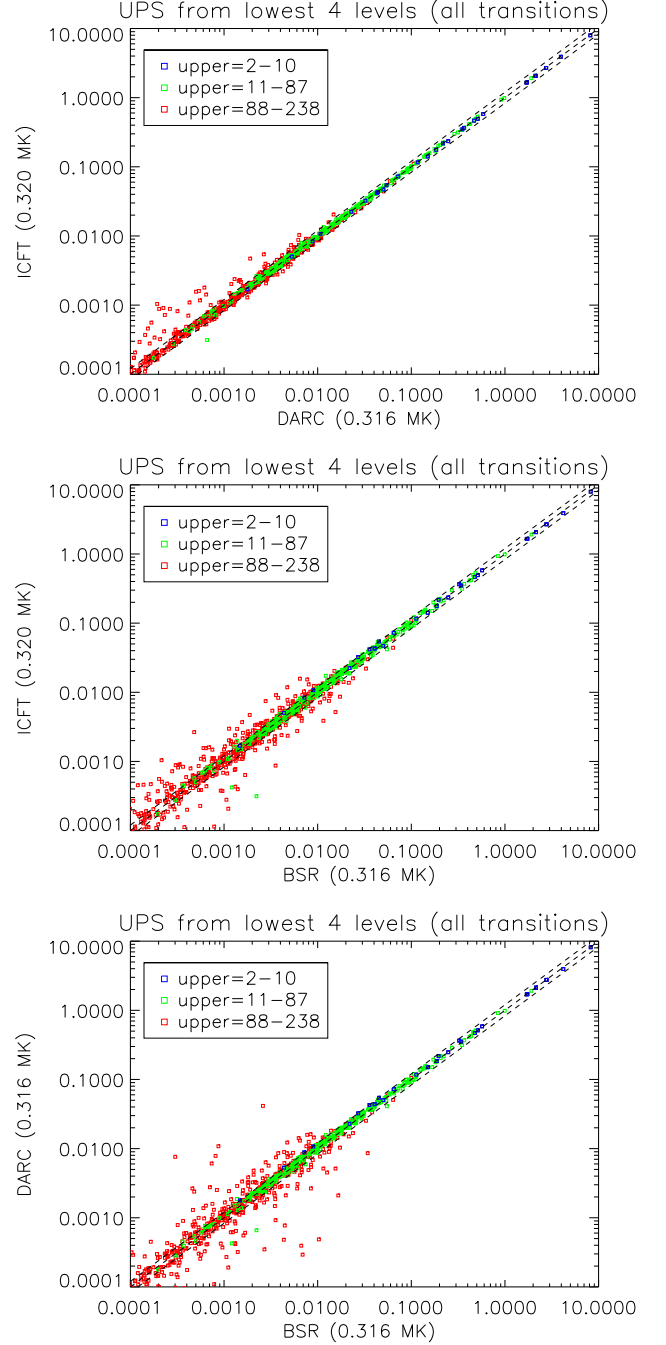 UPS from lowest 4 levels (all transitions)
10.0000
1.0000
0.1000
0.0100
0.0010
0.0001
ICFT (0.320 MK)
upper=2−10
upper=11−87
upper=88−238
0.0001 0.0010 0.0100 0.1000 1.0000 10.0000
DARC (0.316 MK)
UPS from lowest 4 levels (all transitions)
10.0000
1.0000
0.1000
0.0100
0.0010
0.0001
ICFT (0.320 MK)
upper=2−10
upper=11−87
upper=88−238
0.0001 0.0010 0.0100 0.1000 1.0000 10.0000
BSR (0.316 MK)
UPS from lowest 4 levels (all transitions)
10.0000
1.0000
0.1000
0.0100
0.0010
0.0001
DARC (0.316 MK)
upper=2−10
upper=11−87
upper=88−238
0.0001 0.0010 0.0100 0.1000 1.0000 10.0000
BSR (0.316 MK)